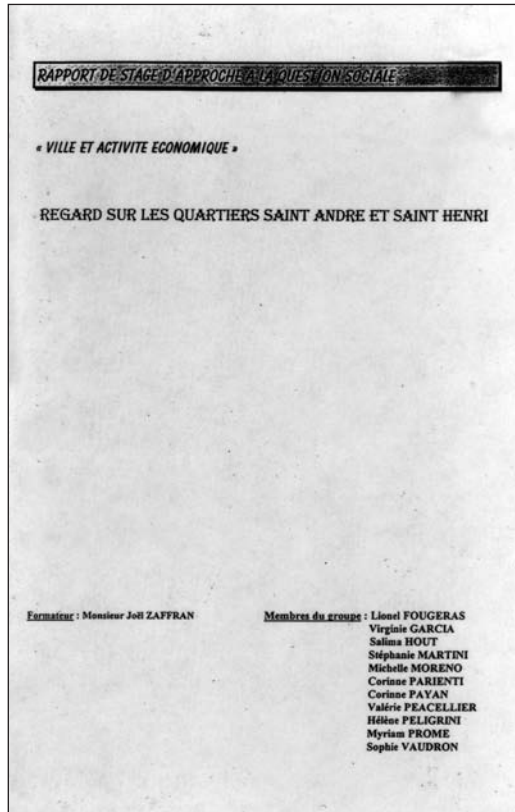 RAPPORT DE STAGE D'APPROCHE A LA QUESTION SOCIALE
« VILLE ET ACTIVITE ECONOMIQUE »
REGARD SUR LES QUARTIERS SAINT ANDRE ET SAINT HENRI
Formateur : Monsieur Joël ZAFFRAN
Membres du groupe : Lionel FOUGERAS
Virginie GARCIA
Salima HOUT
Stéphanie MARTINI
Michelle MORENO
Corinne PARIENTI
Corinne PAYAN
Valérie PEACELLIER
Hélène PELIGRINI
Myriam PROME
Sophie VAUDRON